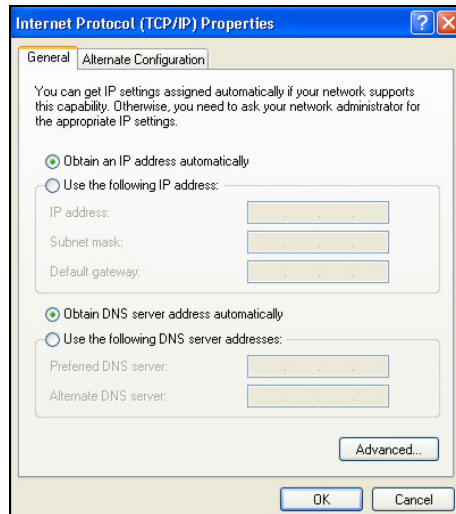 Internet Protocol (TCP/IP) Properties
General
Alternate Configuration
You can get IP settings assigned automatically if your network supports
this capability. Otherwise, you need to ask your network administrator for
the appropriate IP settings.
Obtain an IP address automatically
Use the following IP address:
IP address:
Subnet mask:
Default gateway:
Obtain DNS server address automatically
Use the following DNS server addresses:
Preferred DNS server:
Alternate DNS server:
Advanced...
OK
Cancel